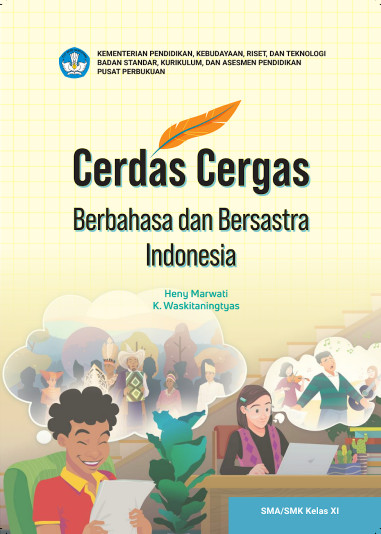 KEMENTERIAN PENDIDIKAN, KEBUDAYAAN, RISET, DAN TEKNOLOGI
BADAN STANDAR, KURIKULUM, DAN ASESMEN PENDIDIKAN
PUSAT PERBUKUAN
Cerdas Cergas
Berbahasa dan Bersastra
Indonesia
Heny Marwati
K. Waskitaningtyas
SMA/SMK Kelas XI